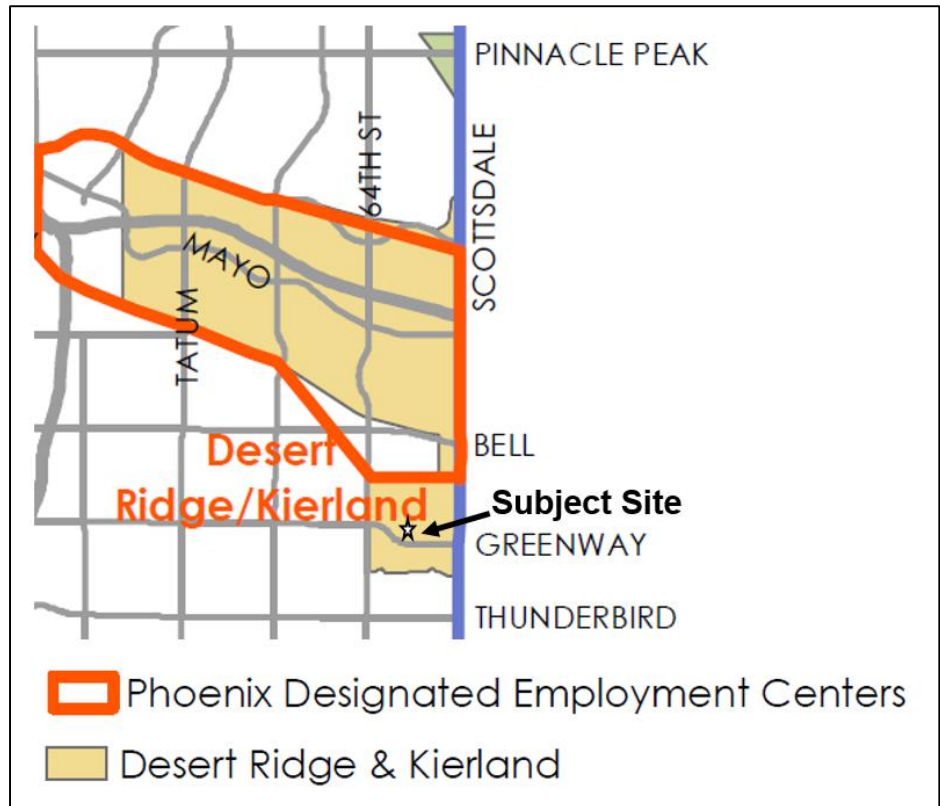 PINNACLE PEAK
64TH ST
SCOTTSDALE
MAYO
TATUM
BELL
Desert
Ridge/Kierland
Subject Site
GREENWAY
THUNDERBIRD
Phoenix Designated Employment Centers
Desert Ridge & Kierland